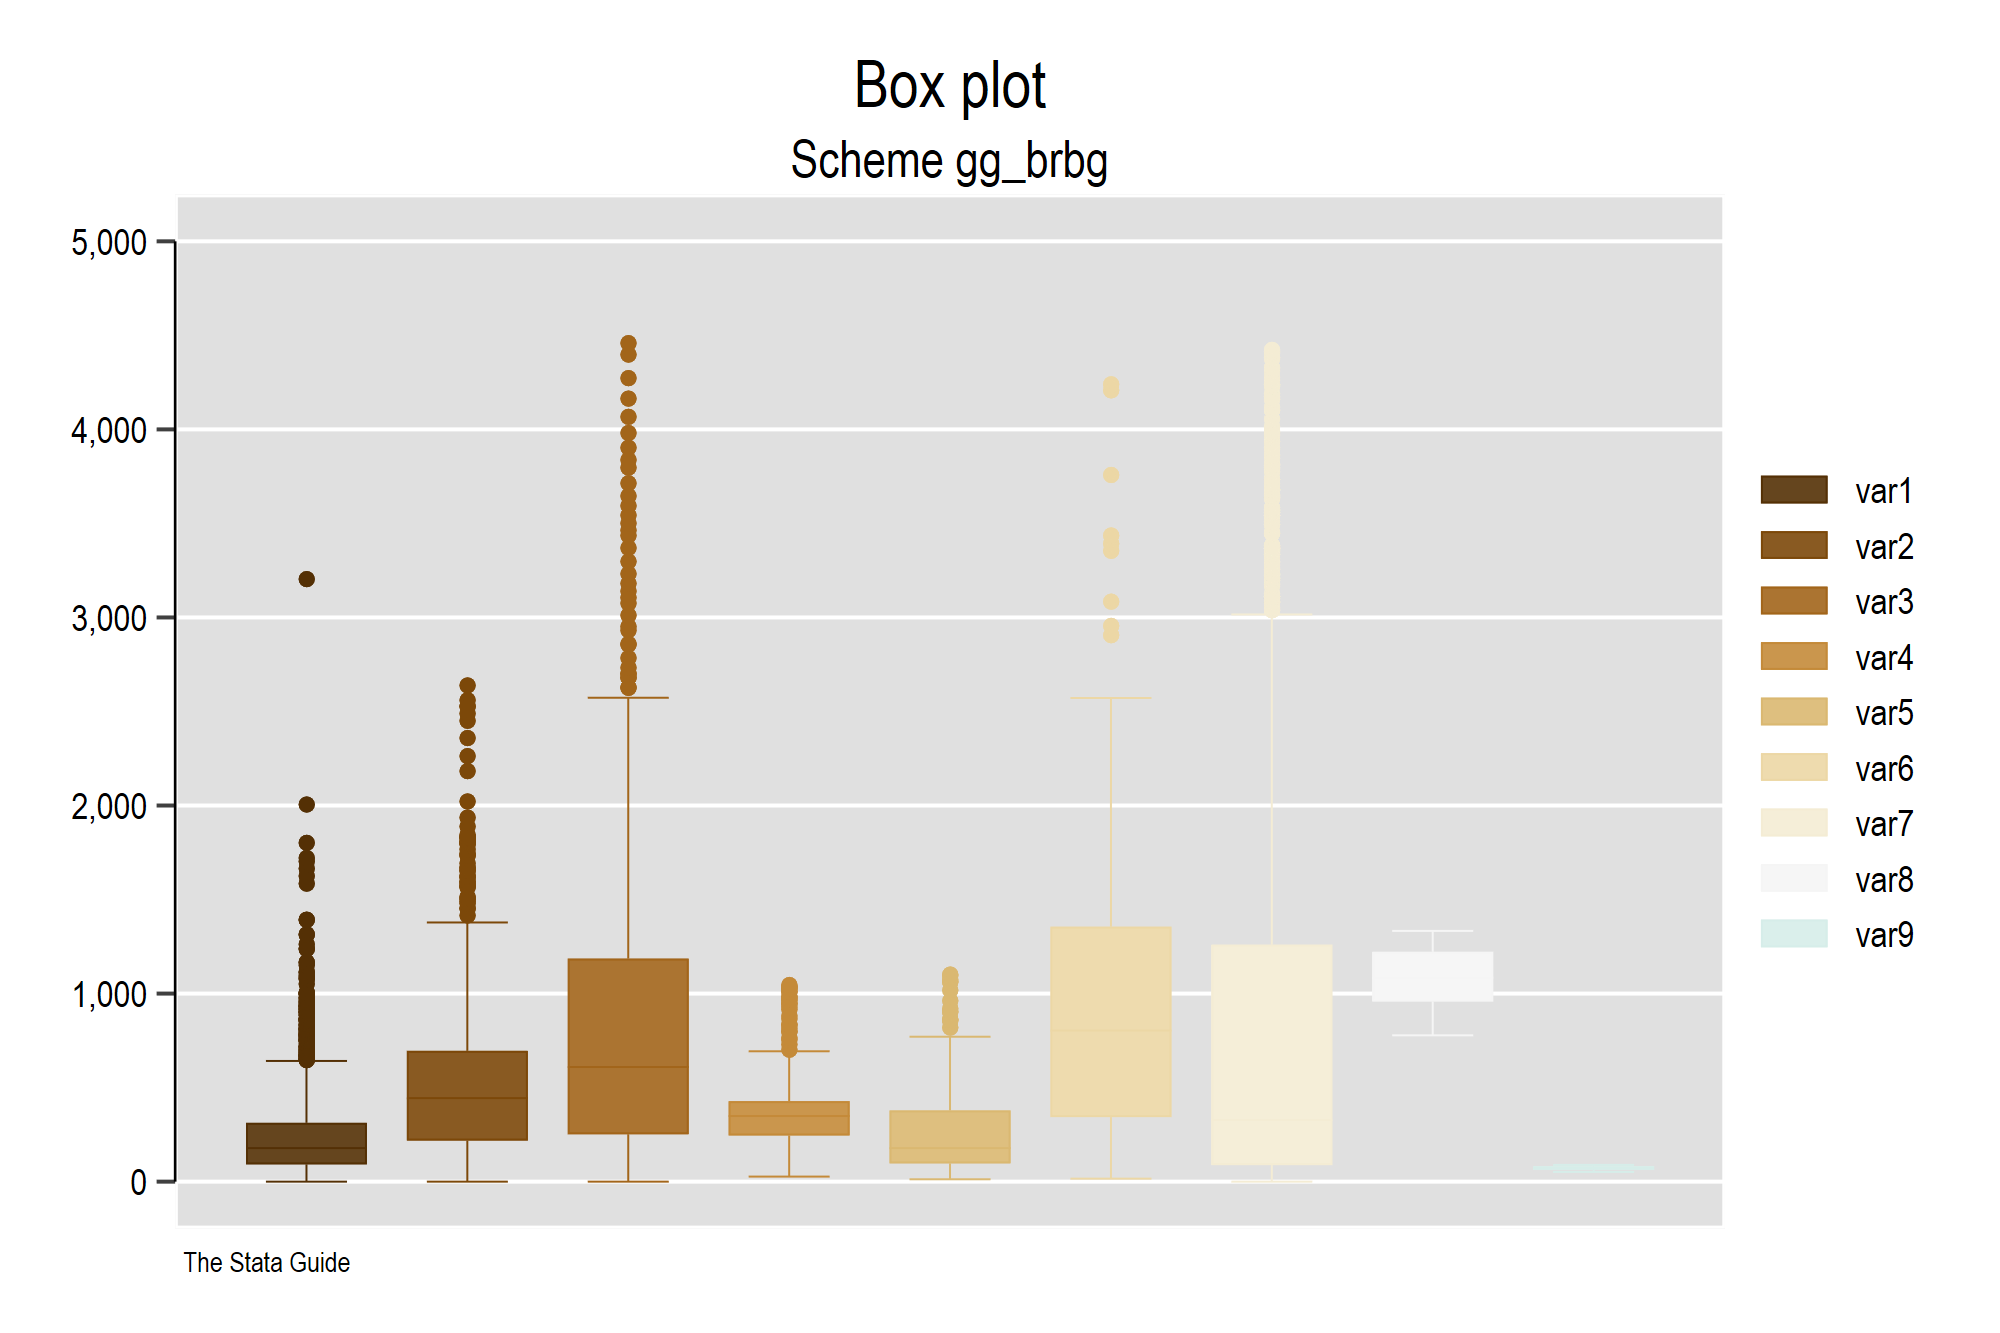 Box plot
Scheme gg_brbg
5,000
4,000
3,000
2,000
1,000
0
var1
var2
var3
var4
var5
var6
var7
var8
var9
The Stata Guide